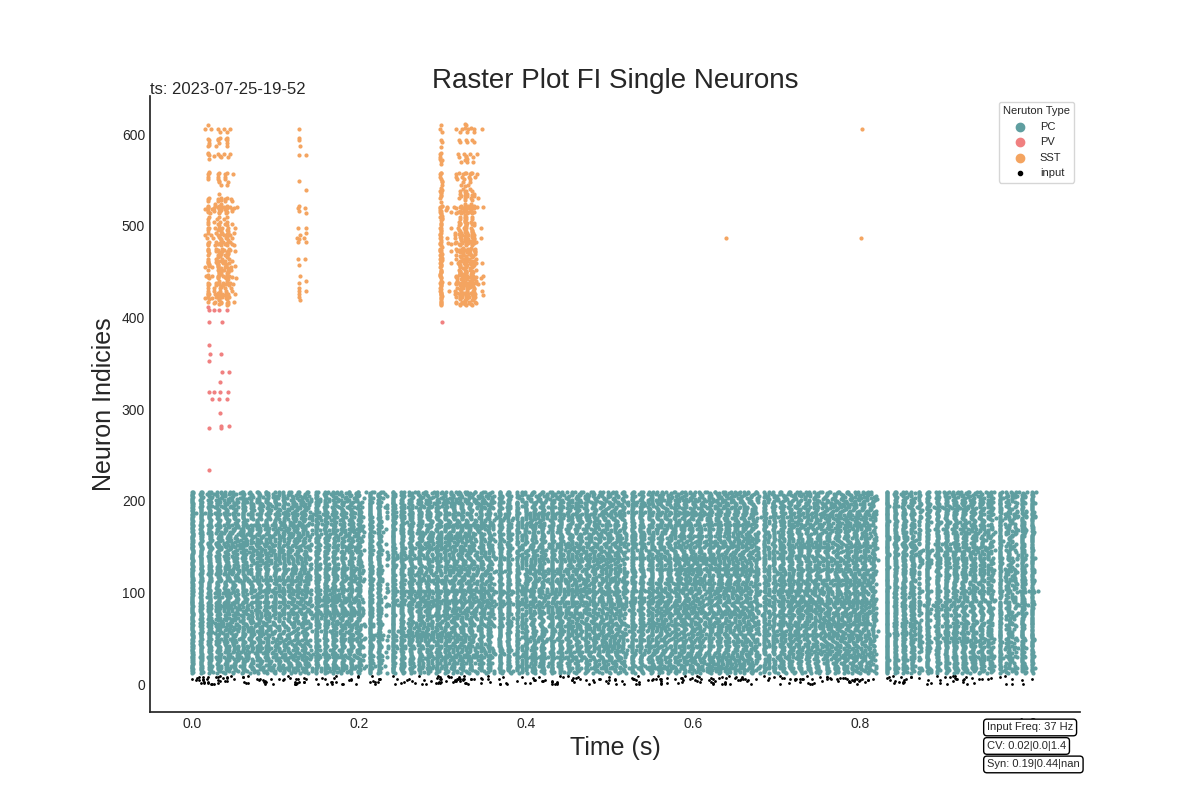 Raster Plot FI Single Neurons
ts: 2023-07-25-19-52
Neruton Type
PC
PV
SST
input
600
500
400
300
200
100
0
Neuron Indicies
0.0
0.2
0.4
0.6
0.8
Time (s)
Input Freq: 37 Hz
CV: 0.02|0.0|1.4
Syn: 0.19|0.44|nan